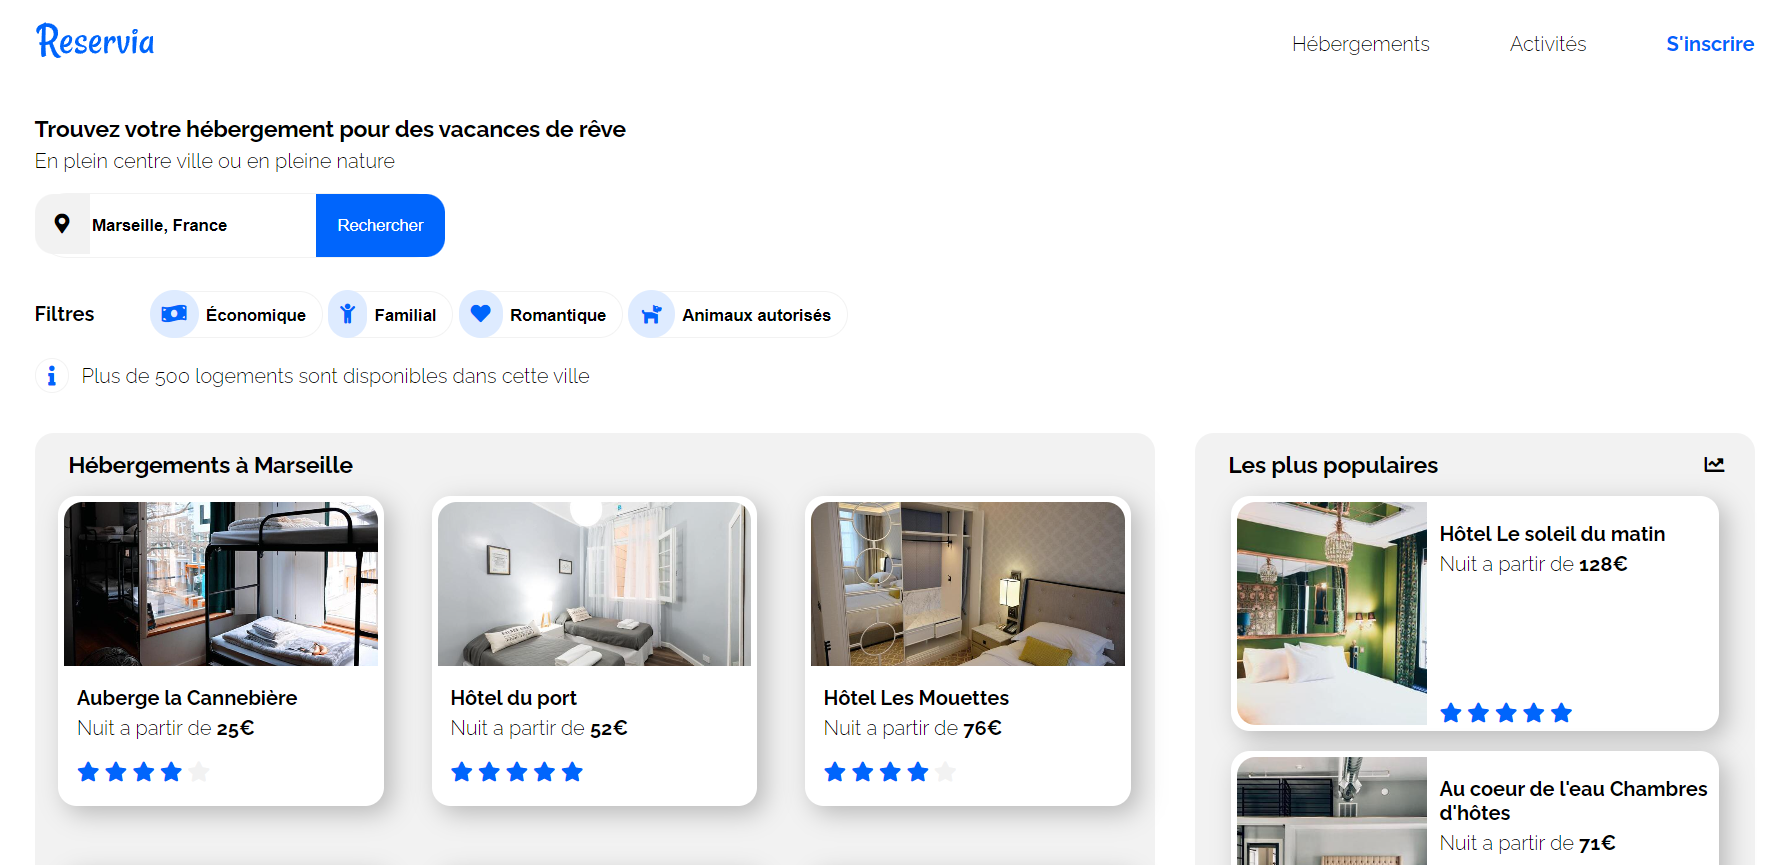 Reservia
Hébergements
Activités
S'inscrire
Trouvez votre hébergement pour des vacances de rêve
En plein centre ville ou en pleine nature
Marseille, France
Rechercher
Filtres
Économique
Familial
Romantique
Animaux autorisés
Plus de 500 logements sont disponibles dans cette ville
Hébergements à Marseille
Auberge la Cannebière
Nuit a partir de 25€
Hôtel du port
Nuit a partir de 52€
Hôtel Les Mouettes
Nuit a partir de 76€
Les plus populaires
Hôtel Le soleil du matin
Nuit a partir de 128€
Au coeur de l'eau Chambres
d'hôtes
Nuit a partir de 71€